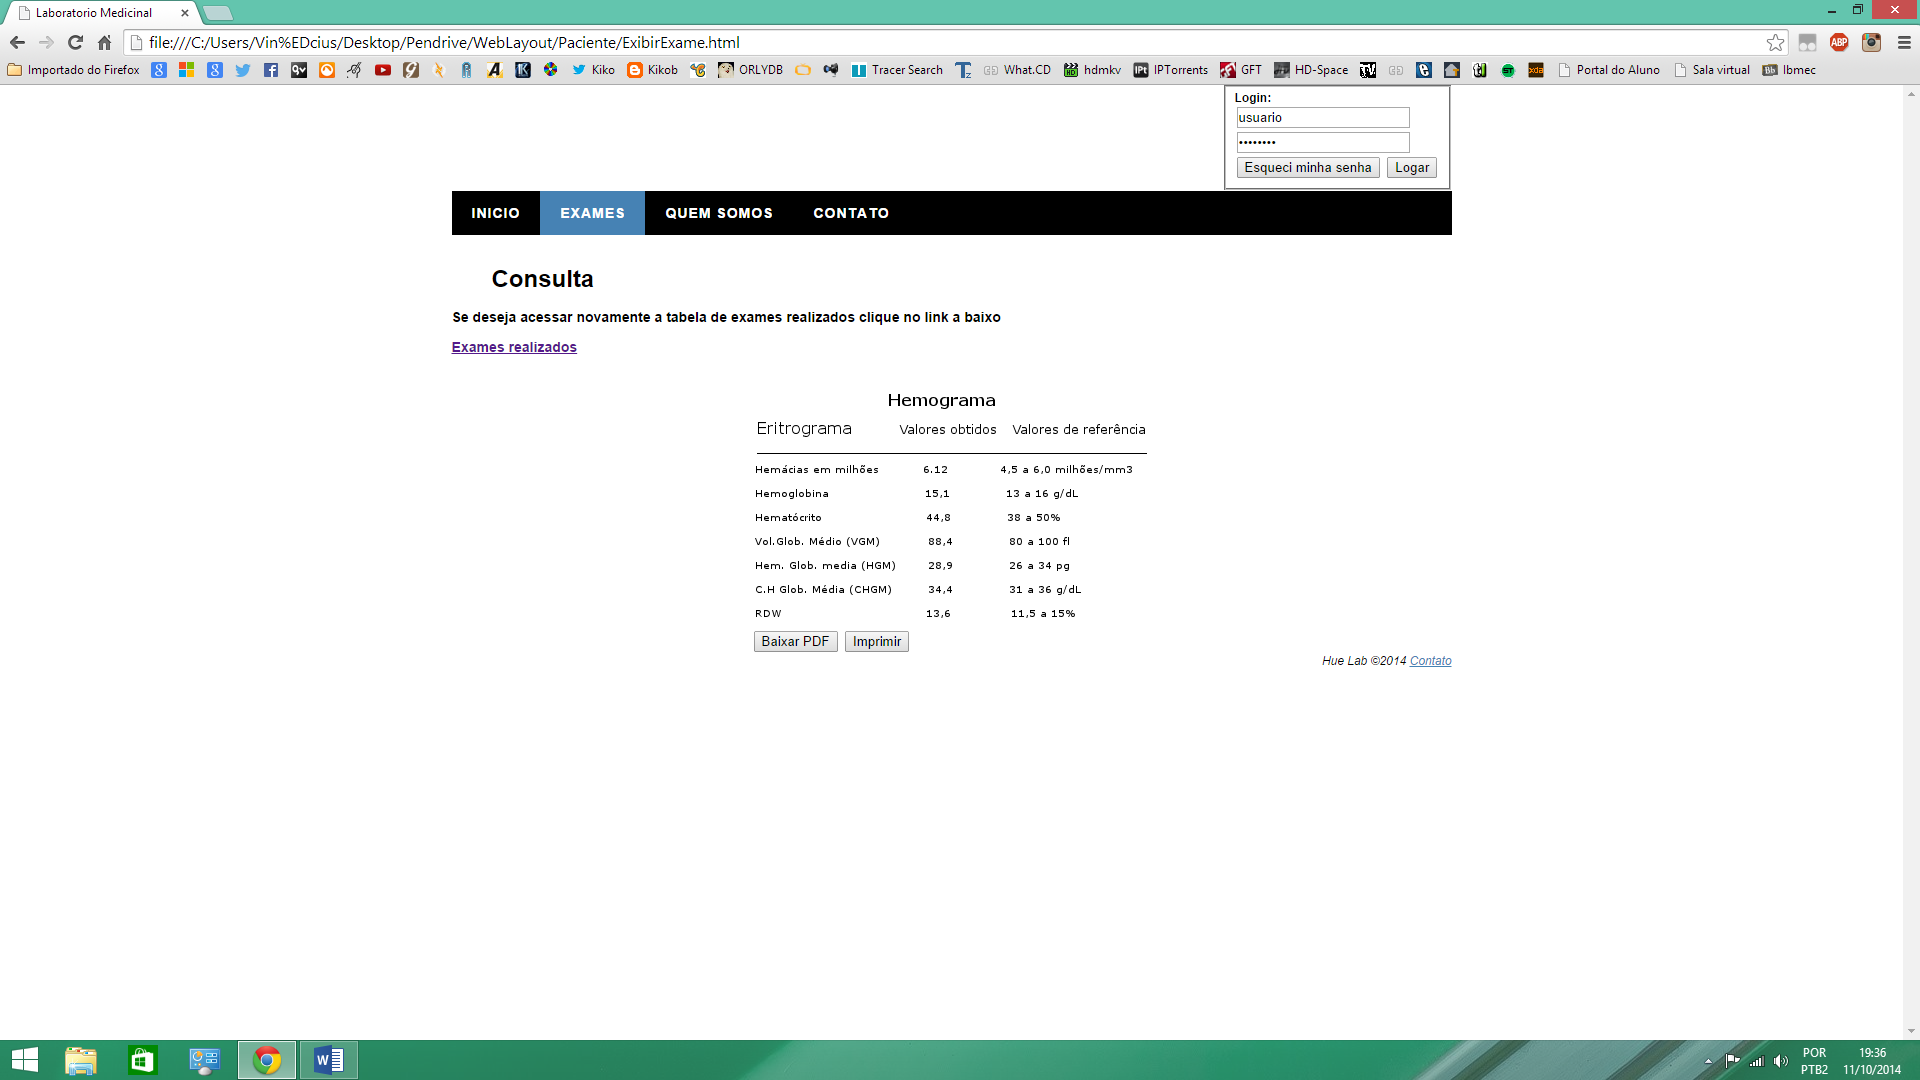 Laboratorio Medicinal
file:///C:/Users/Vin%EDcius/Desktop/Pendrive/WebLayout/Paciente/ExibirExame.html
ABP
Importado do Firefox Kiko Kikob ORLYDB Tracer Search What.CD hdmkv IPTorrents GFT HD-Space Portal do Aluno Sala virtual Ibmec
Login:
usuario
••••••••
Esqueci minha senha Logar
INICIO EXAMES QUEM SOMOS CONTATO
Consulta
Se deseja acessar novamente a tabela de exames realizados clique no link a baixo
Exames realizados
Hemograma
Eritrograma Valores obtidos Valores de referência
Hemácias em milhões 6.12 4,5 a 6,0 milhões/mm3
Hemoglobina 15,1 13 a 16 g/dL
Hematócrito 44,8 38 a 50%
Vol.Glob. Médio (VGM) 88,4 80 a 100 fl
Hem. Glob. media (HGM) 28,9 26 a 34 pg
C.H Glob. Média (CHGM) 34,4 31 a 36 g/dL
RDW 13,6 11,5 a 15%
Baixar PDF Imprimir
Hue Lab ©2014 Contato
POR 19:36
PTB2 11/10/2014